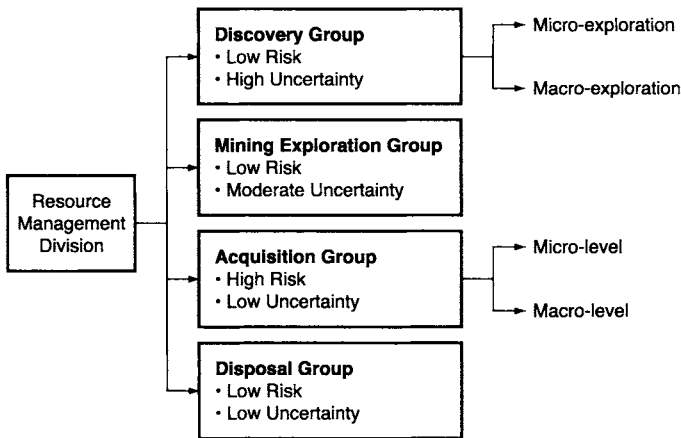 Discovery Group
• Low Risk
• High Uncertainty
Micro-exploration
Macro-exploration
Mining Exploration Group
• Low Risk
• Moderate Uncertainty
Resource
Management
Division
Acquisition Group
• High Risk
• Low Uncertainty
Micro-level
Macro-level
Disposal Group
• Low Risk
• Low Uncertainty